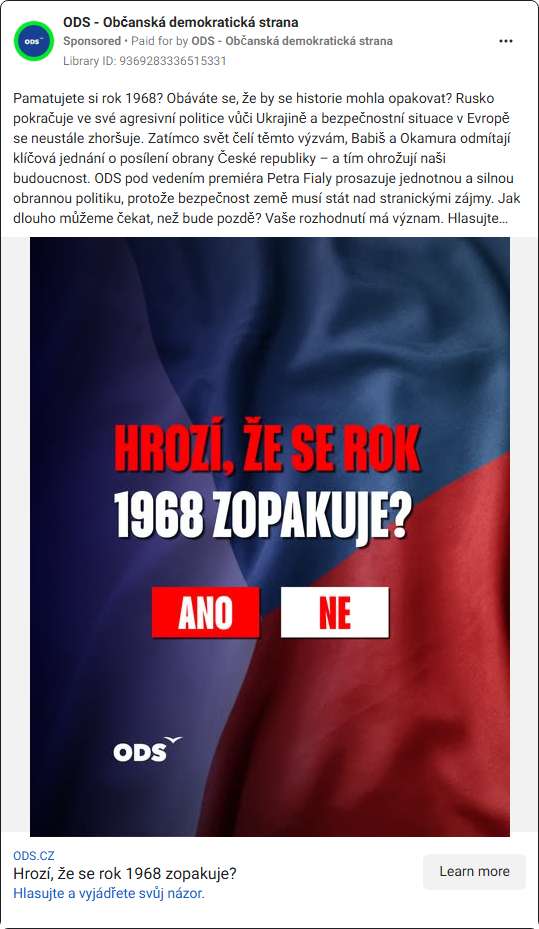 ODS - Občanská demokratická strana
Sponsored • Paid for by ODS - Občanská demokratická strana
Library ID: 9369283336515331
Pamatujete si rok 1968? Obáváte se, že by se historie mohla opakovat? Rusko
pokračuje ve své agresivní politice vůči Ukrajině a bezpečnostní situace v Evropě
se neustále zhoršuje. Zatímco svět čelí těmto výzvám, Babiš a Okamura odmítají
klíčová jednání o posílení obrany České republiky – a tím ohrožují naši
budoucnost. ODS pod vedením premiéra Petra Fialy prosazuje jednotnou a silnou
obrannou politiku, protože bezpečnost země musí stát nad stranickými zájmy. Jak
dlouho můžeme čekat, než bude pozdě? Vaše rozhodnutí má význam. Hlasujte...
HROZÍ, ŽE SE ROK
1968 ZOPAKUJE?
ANO NE
ODS
ODS.CZ
Hrozí, že se rok 1968 zopakuje?
Hlasujte a vyjádřete svůj názor.
Learn more